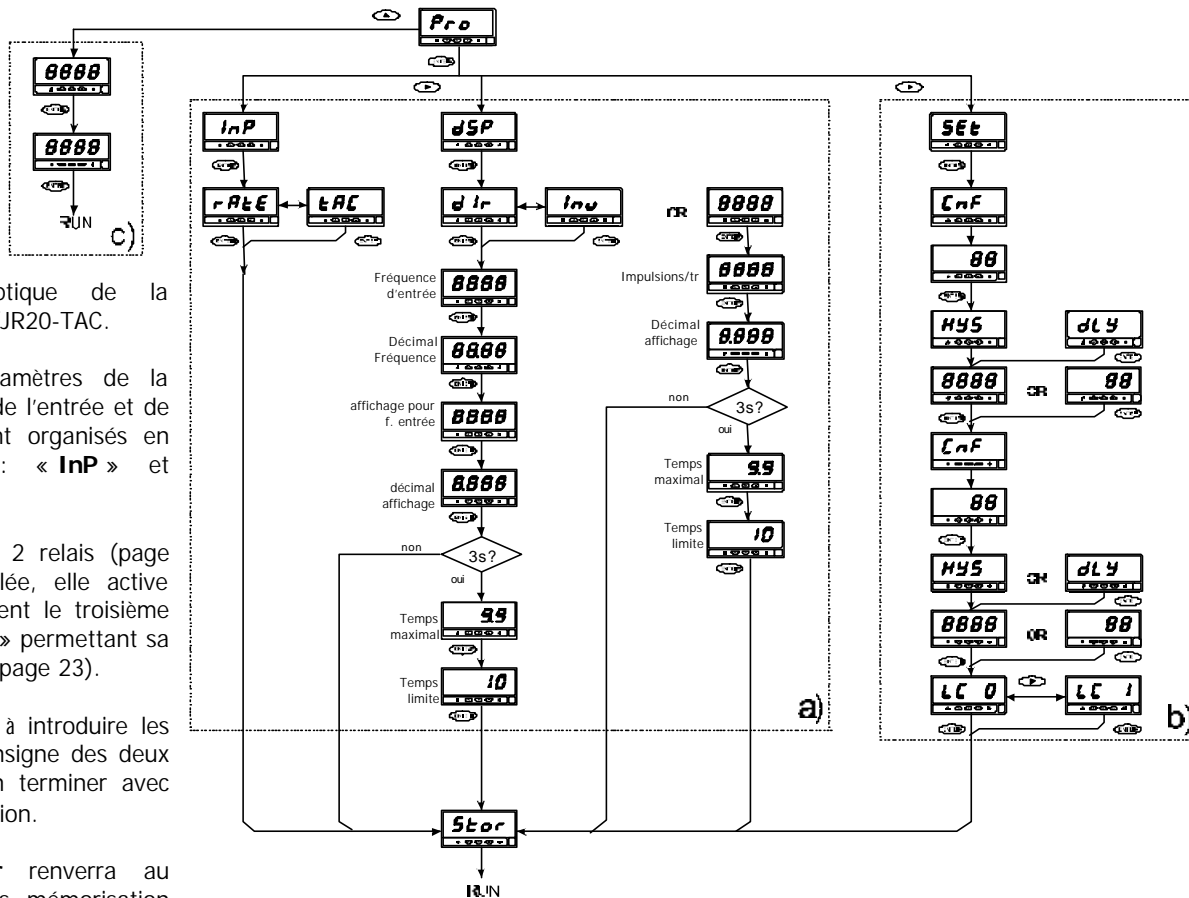 Pro
8888
8888
RUN
c)
InP
rAtE
tAC
dSP
dIr
Inv
Fréquence
d'entrée
8888
Décimal
Fréquence
88.88
affichage pour
f. entrée
8888
décimal
affichage
8.888
non
3s?
oui
Temps
maximal
9.9
Temps
limite
10
OR
8888
Impulsions/tr
8888
Décimal
affichage
8.888
non
3s?
oui
Temps
maximal
9.9
Temps
limite
10
a)
SEt
CnF
88
HYS
dLY
8888
OR
88
CnF
88
HYS
OR
dLY
8888
OR
88
LC 0
LC 1
b)
Stor
RUN
ptique de la
JR20-TAC.
amètres de la
de l'entrée et de
nt organisés en
: « InP » et
2 relais (page
lée, elle active
ent le troisième
» permettant sa
page 23).
à introduire les
nsigne des deux
n terminer avec
ion.
r renverra au
s mémorisation